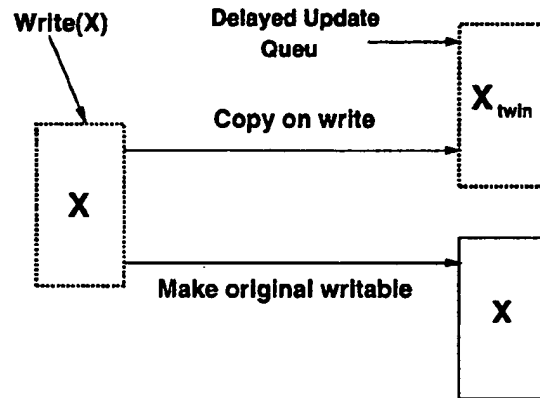 Write(X)
Delayed Update
Queu
X twin
Copy on write
X
Make original writable
X